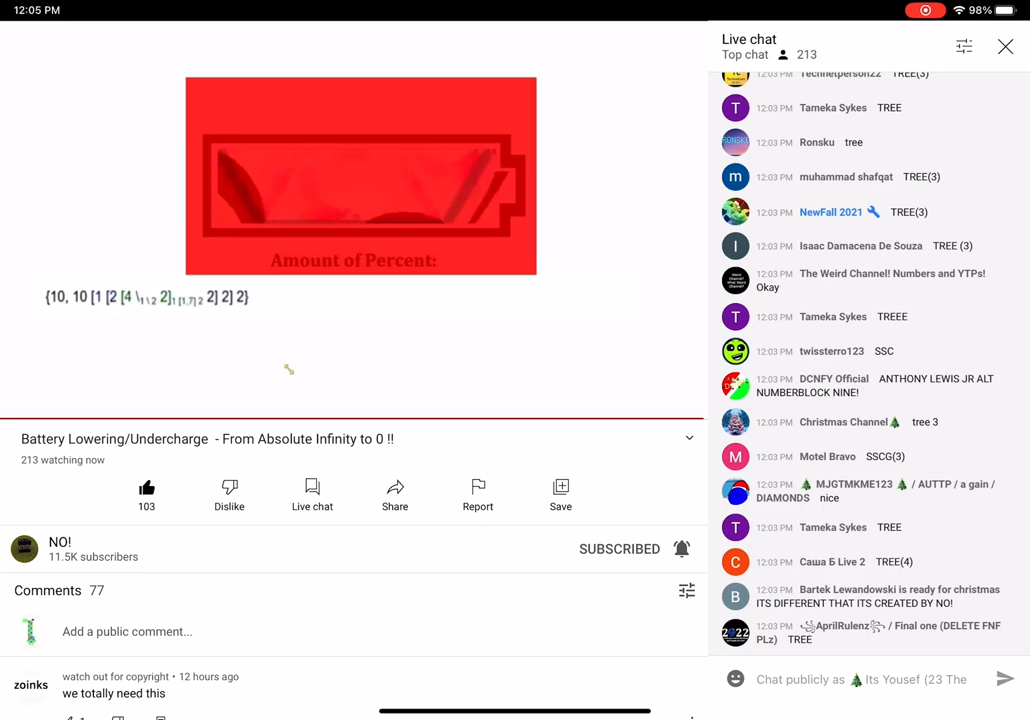 12:05 PM
98%
Amount of Percent:
{10, 10 [1 [2 [4 \1 \ 2 2]1 [1,7] 2 2] 2] 2}
Battery Lowering/Undercharge - From Absolute Infinity to 0 !!
213 watching now
103
Dislike
Live chat
Share
Report
Save
NO!
11.5K subscribers
SUBSCRIBED
Comments 77
Add a public comment...
zoinks
watch out for copyright • 12 hours ago
we totally need this
1
Live chat
Top chat 213
12:03 PM Technetperson22 TREE(3)
12:03 PM Tameka Sykes TREE
12:03 PM Ronsku tree
12:03 PM muhammad shafqat TREE(3)
12:03 PM NewFall 2021 TREE(3)
12:03 PM Isaac Damacena De Souza TREE (3)
12:03 PM The Weird Channel! Numbers and YTPs!
Okay
12:03 PM Tameka Sykes TREEE
12:03 PM twissterro123 SSC
12:03 PM DCNFY Official ANTHONY LEWIS JR ALT
NUMBERBLOCK NINE!
12:03 PM Christmas Channel🎄 tree 3
12:03 PM Motel Bravo SSCG(3)
12:03 PM 🎄 MJGTMKME123 🎄 / AUTTP / a gain /
DIAMONDS nice
12:03 PM Tameka Sykes TREE
12:03 PM Саша Б Live 2 TREE(4)
12:03 PM Bartek Lewandowski is ready for christmas
ITS DIFFERENT THAT ITS CREATED BY NO!
12:03 PM ꧁AprilRulenz꧂ / Final one (DELETE FNF
PLz) TREE
Chat publicly as 🎄Its Yousef (23 The